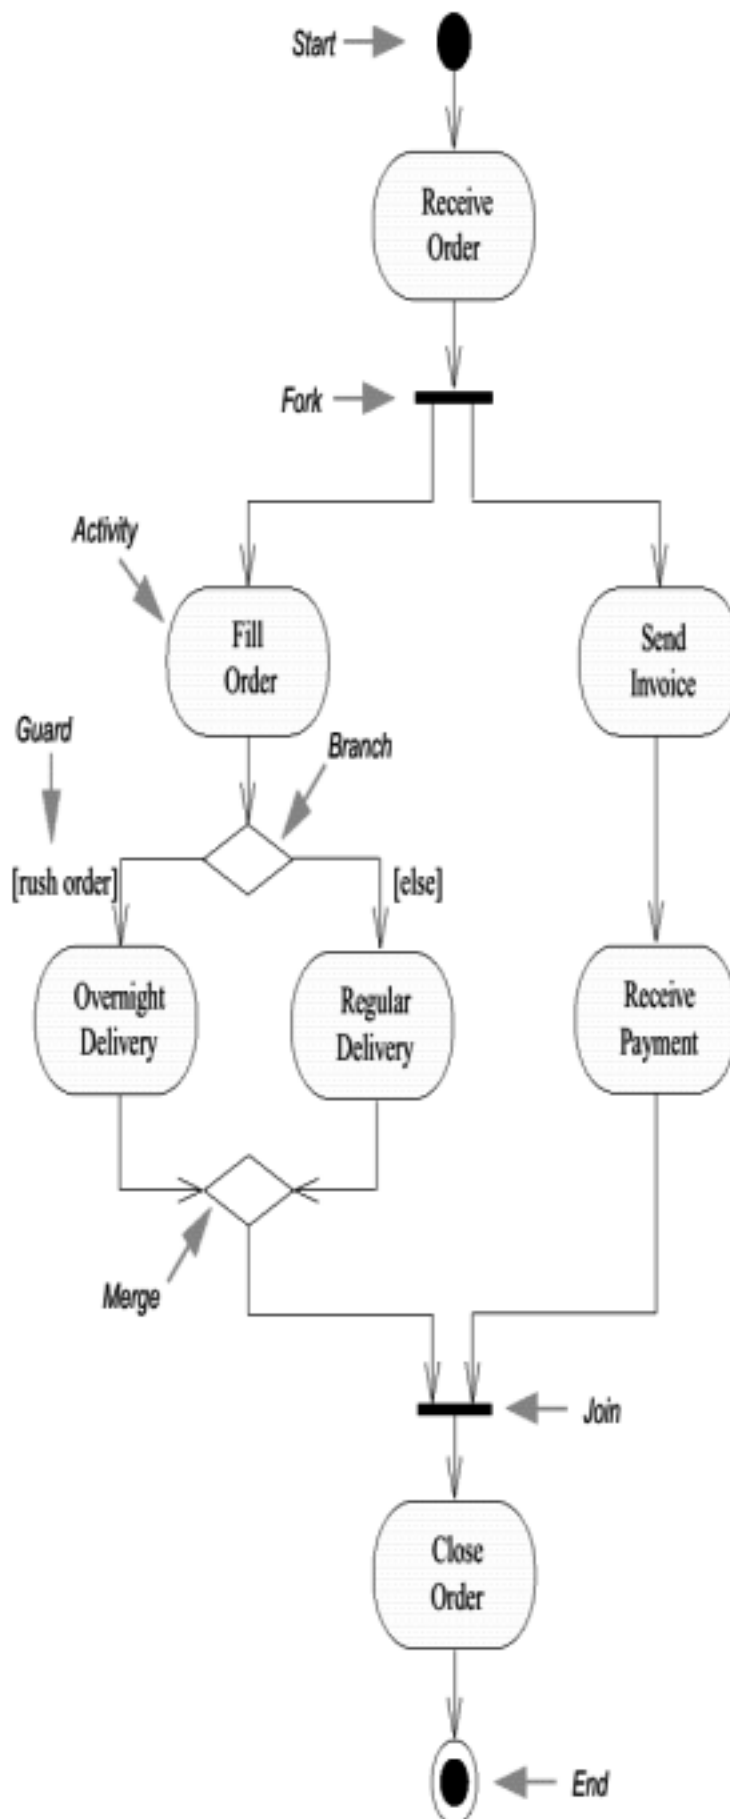 Start
Receive
Order
Fork
Activity
Fill
Order
Send
Invoice
Guard
Branch
[rush order]
[else]
Overnight
Delivery
Regular
Delivery
Receive
Payment
Merge
Join
Close
Order
End